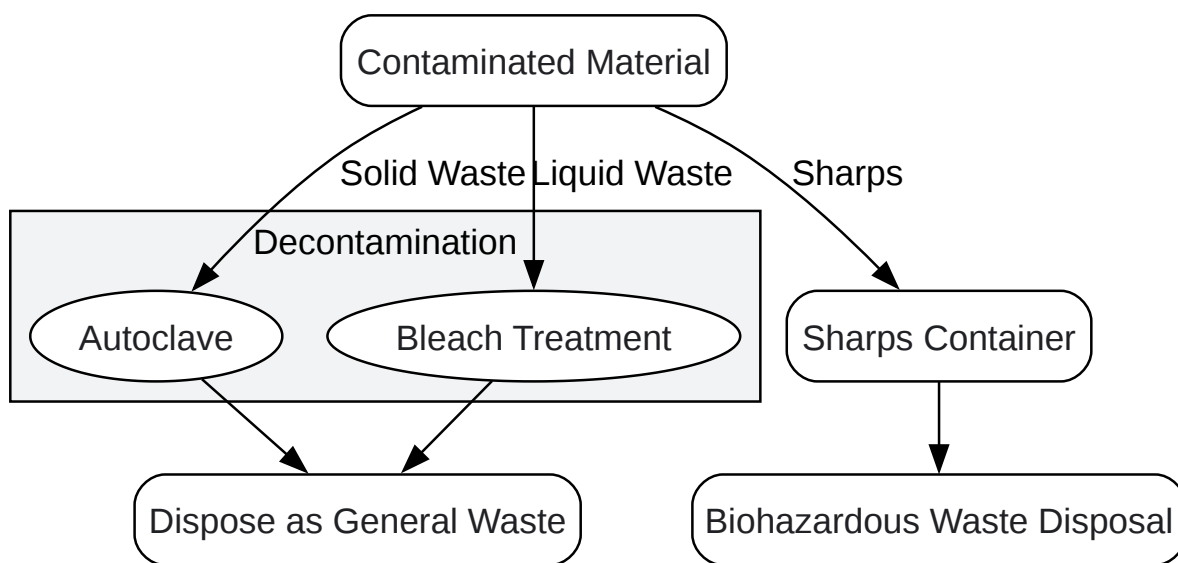 Contaminated Material
Solid Waste
Liquid Waste
Sharps
Decontamination
Autoclave
Bleach Treatment
Sharps Container
Dispose as General Waste
Biohazardous Waste Disposal